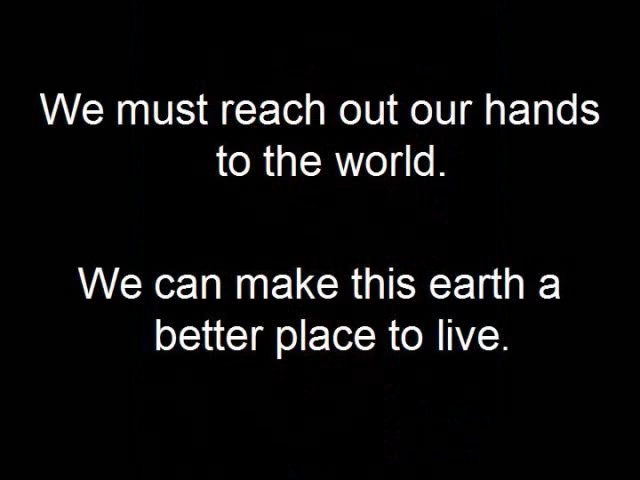 We must reach out our hands
to the world.
We can make this earth a
better place to live.